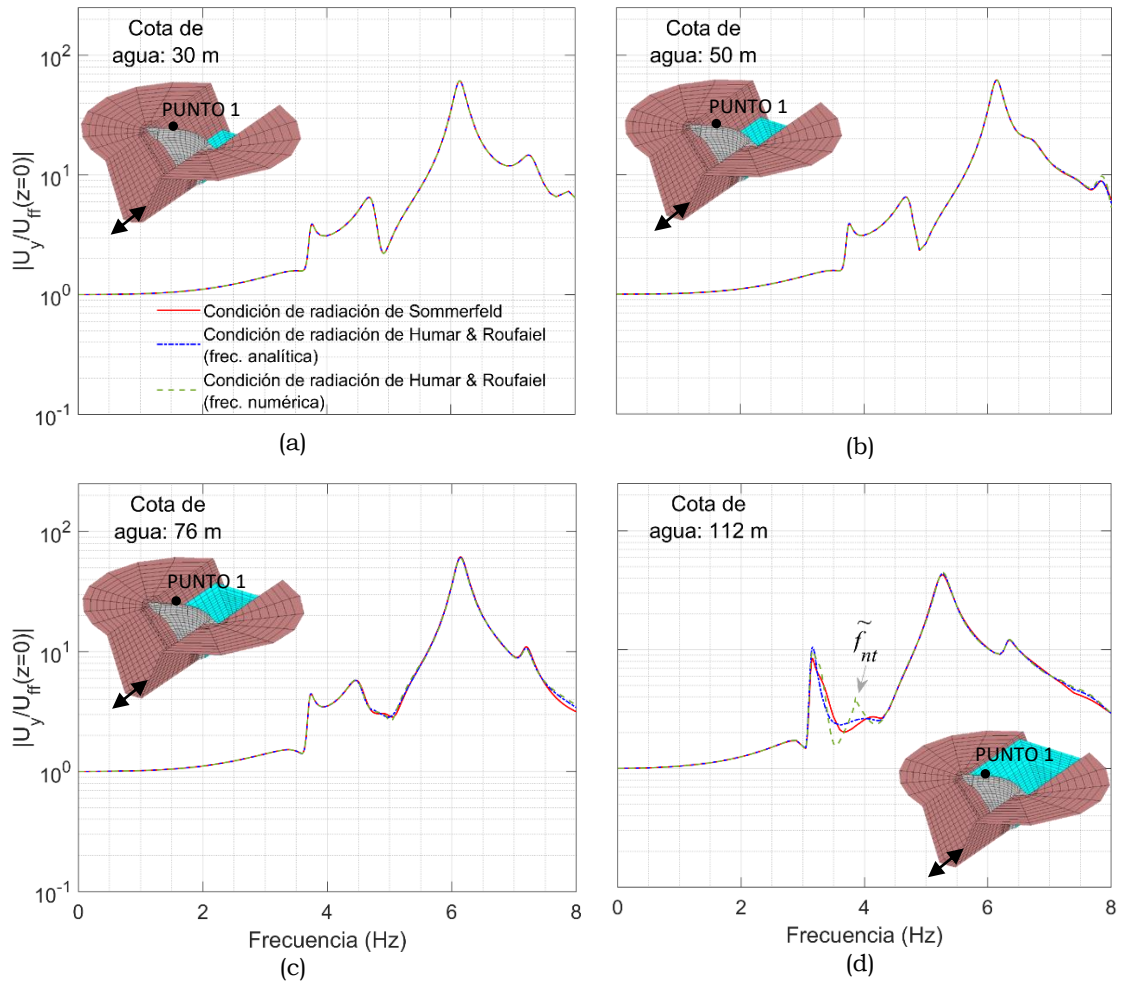 Cota de
agua: 30 m
PUNTO 1
10^2
10^1
10^0
10^-1
|U_y/U_ff(z=0)|
Condición de radiación de Sommerfeld
Condición de radiación de Humar & Roufaiel
(frec. analítica)
Condición de radiación de Humar & Roufaiel
(frec. numérica)
(a)
Cota de
agua: 50 m
PUNTO 1
(b)
Cota de
agua: 76 m
PUNTO 1
10^2
10^1
10^0
10^-1
|U_y/U_ff(z=0)|
0 2 4 6 8
Frecuencia (Hz)
(c)
Cota de
agua: 112 m
f̃_nt
PUNTO 1
0 2 4 6 8
Frecuencia (Hz)
(d)